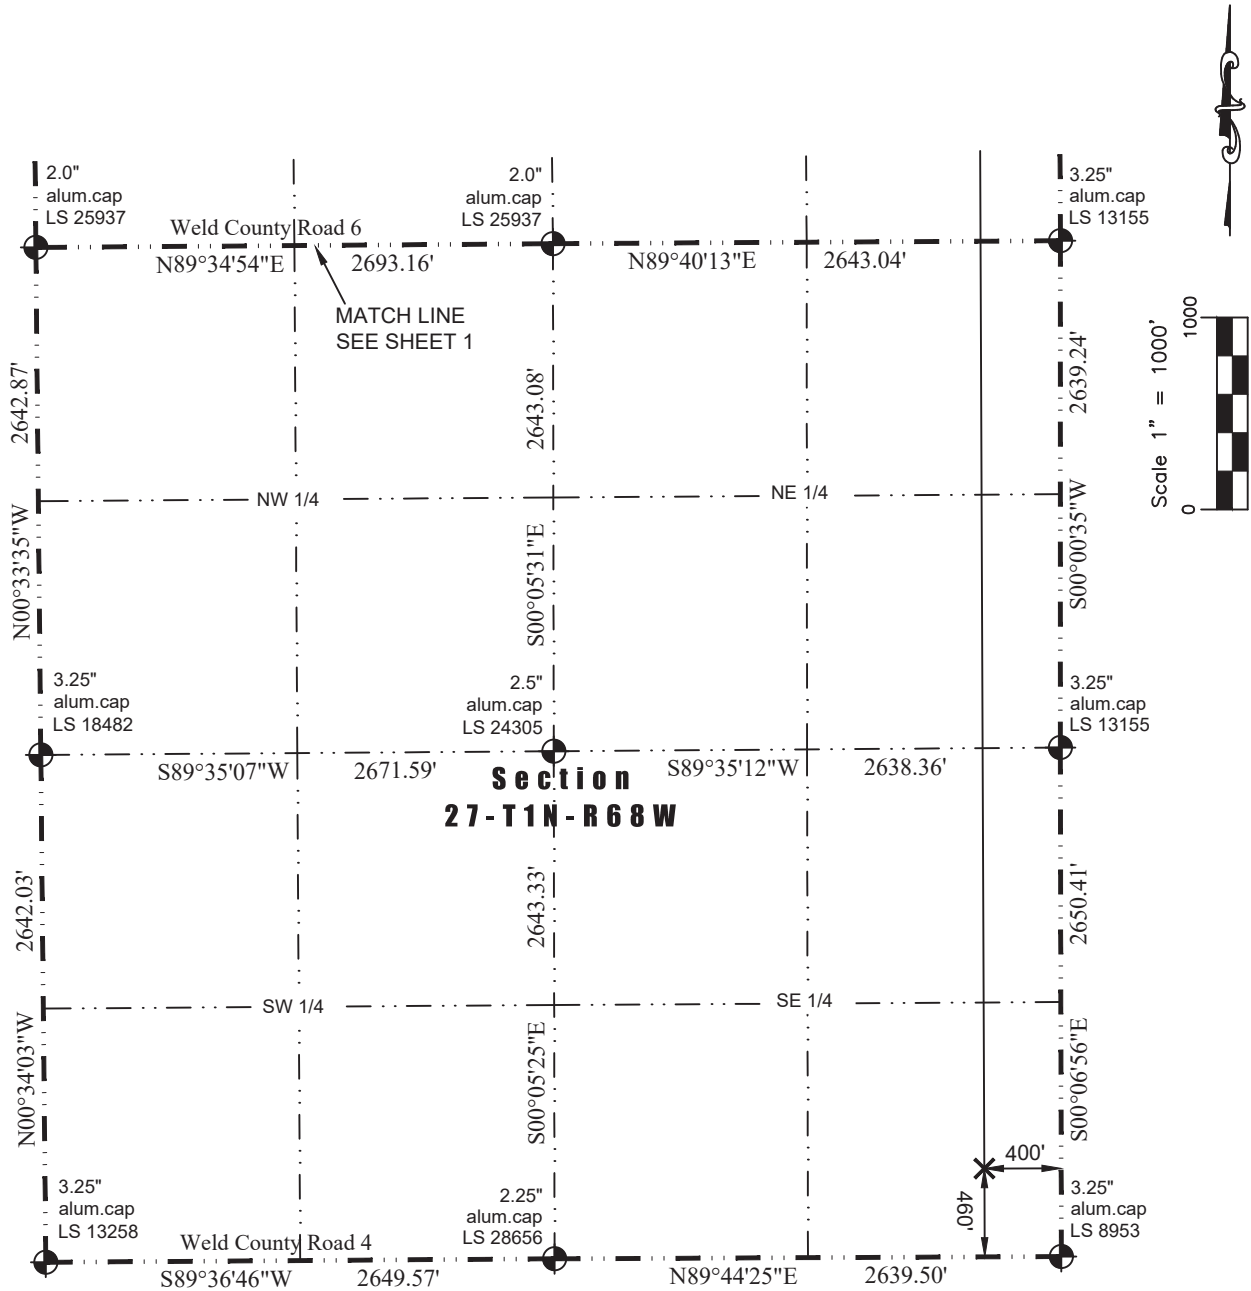 2.0"
alum.cap
LS 25937
2.0"
alum.cap
LS 25937
3.25"
alum.cap
LS 13155
Weld County Road 6
N89°34'54"E
2693.16'
N89°40'13"E
2643.04'
MATCH LINE
SEE SHEET 1
2642.87'
2643.08'
2639.24'
Scale 1" = 1000'
0
1000
NW 1/4
NE 1/4
N00°33'35"W
S00°05'31"E
S00°00'35"W
3.25"
alum.cap
LS 18482
2.5"
alum.cap
LS 24305
3.25"
alum.cap
LS 13155
S89°35'07"W
2671.59'
S89°35'12"W
2638.36'
Section
27-T1N-R68W
2642.03'
2643.33'
2650.41'
SW 1/4
SE 1/4
N00°34'03"W
S00°05'25"E
S00°06'56"E
400'
460'
3.25"
alum.cap
LS 13258
2.25"
alum.cap
LS 28656
3.25"
alum.cap
LS 8953
Weld County Road 4
S89°36'46"W
2649.57'
N89°44'25"E
2639.50'